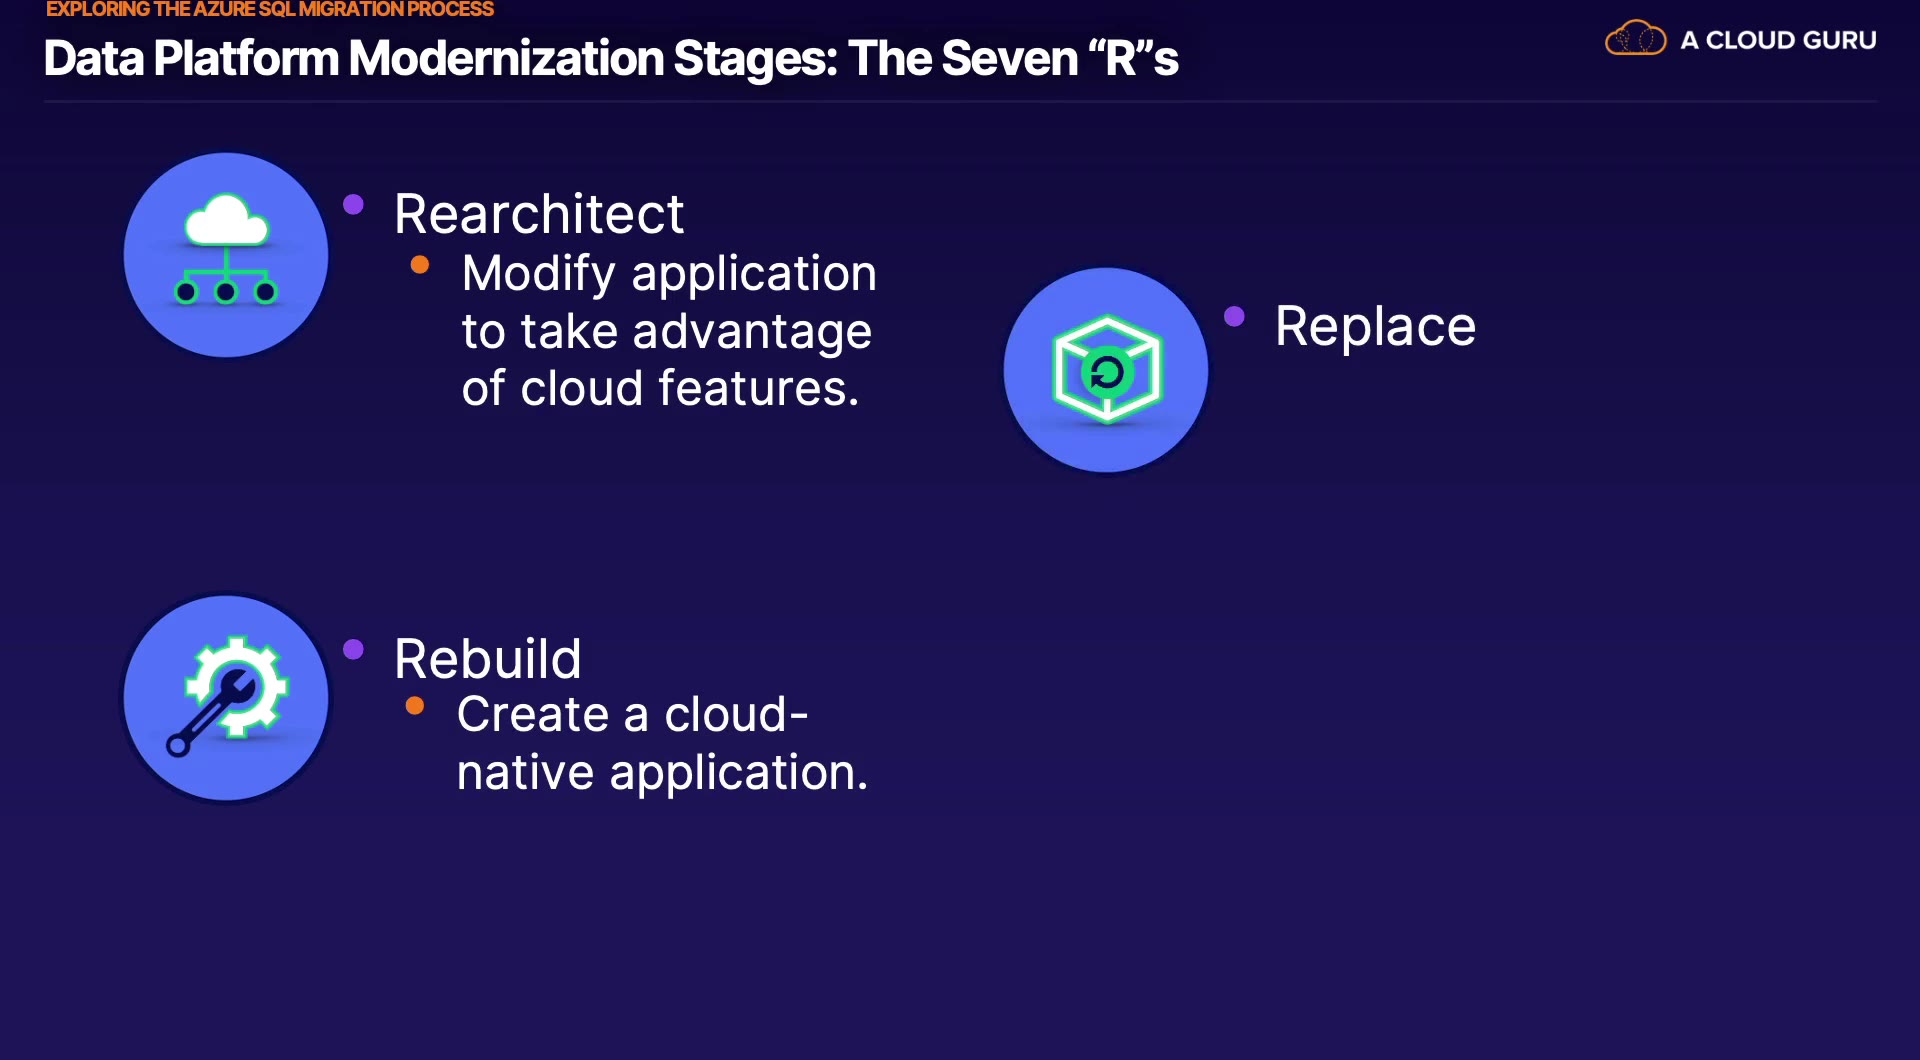 EXPLORING THE AZURE SQL MIGRATION PROCESS
Data Platform Modernization Stages: The Seven “R”s
A CLOUD GURU
Rearchitect
Modify application
to take advantage
of cloud features.
Replace
Rebuild
Create a cloud-
native application.